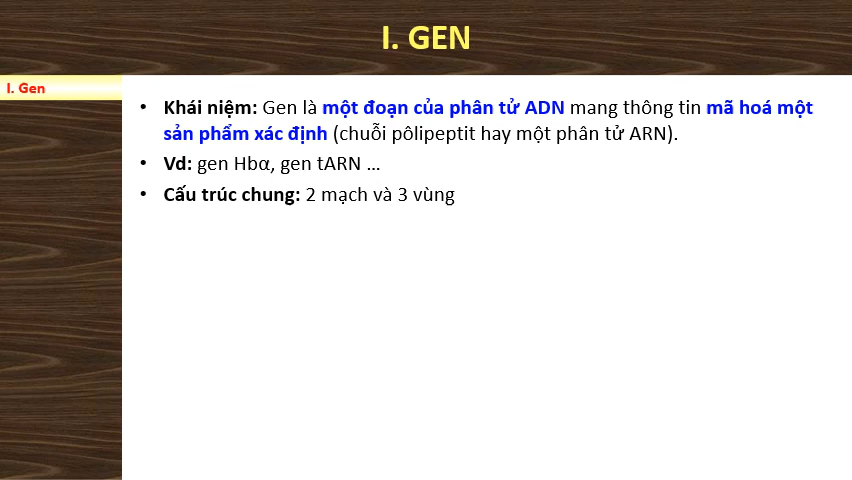 I. GEN
I. Gen
• Khái niệm: Gen là một đoạn của phân tử ADN mang thông tin mã hoá một
sản phẩm xác định (chuỗi pôlipeptit hay một phân tử ARN).
• Vd: gen Hbα, gen tARN ...
• Cấu trúc chung: 2 mạch và 3 vùng